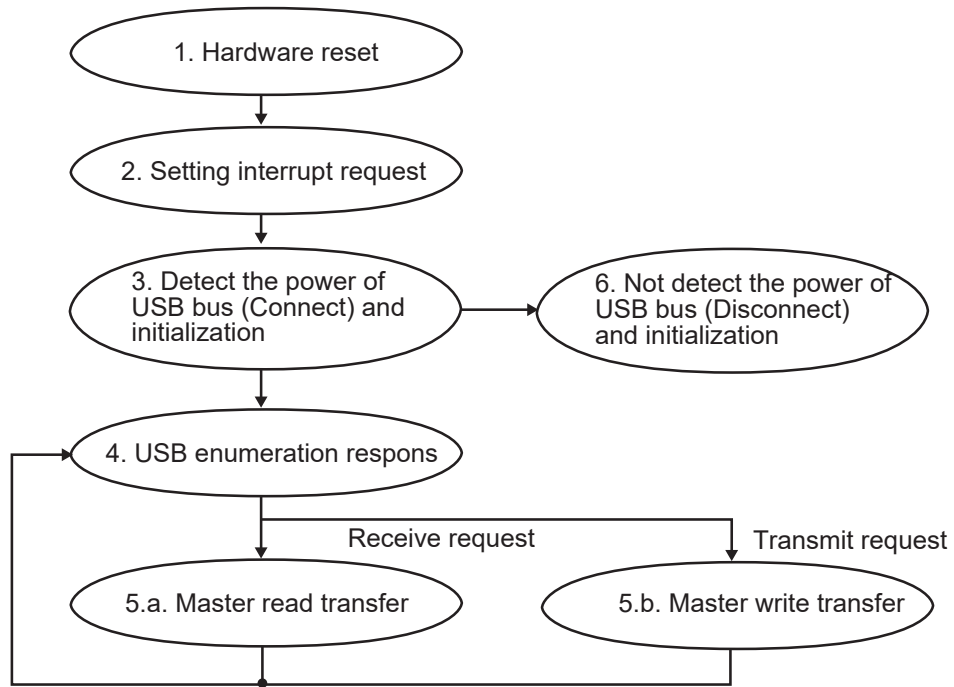 1. Hardware reset
2. Setting interrupt request
3. Detect the power of
USB bus (Connect) and
initialization
6. Not detect the power of
USB bus (Disconnect)
and initialization
4. USB enumeration respons
Receive request
Transmit request
5.a. Master read transfer
5.b. Master write transfer